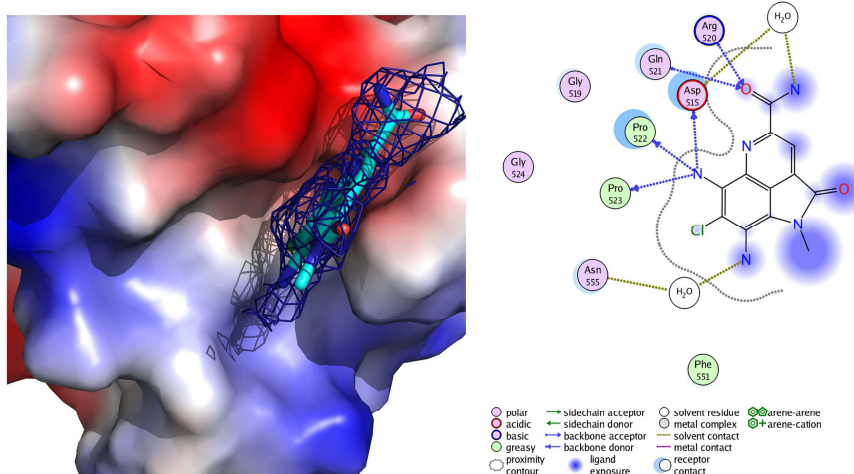 H₂O
Arg
520
Gln
521
Gly
519
Asp
515
O
N
Pro
522
N
Gly
524
N
Pro
523
O
Cl
N
N
Asn
555
H₂O
Phe
551
polar sidechain acceptor solvent residue arene-arene
acidic sidechain donor metal complex arene-cation
basic backbone acceptor solvent contact
greasy backbone donor metal contact
proximity contour ligand exposure receptor contact